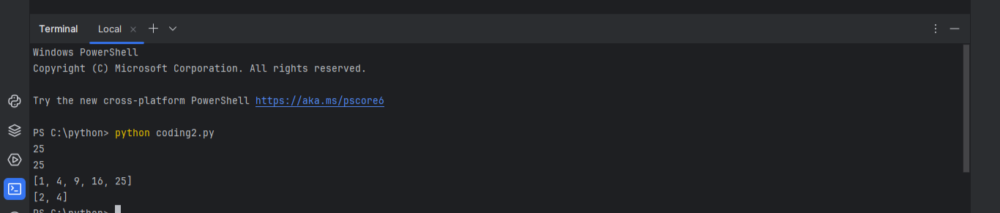 Terminal Local
Windows PowerShell
Copyright (C) Microsoft Corporation. All rights reserved.
Try the new cross-platform PowerShell https://aka.ms/pscore6
PS C:\python> python coding2.py
25
25
[1, 4, 9, 16, 25]
[2, 4]
PS C:\python>